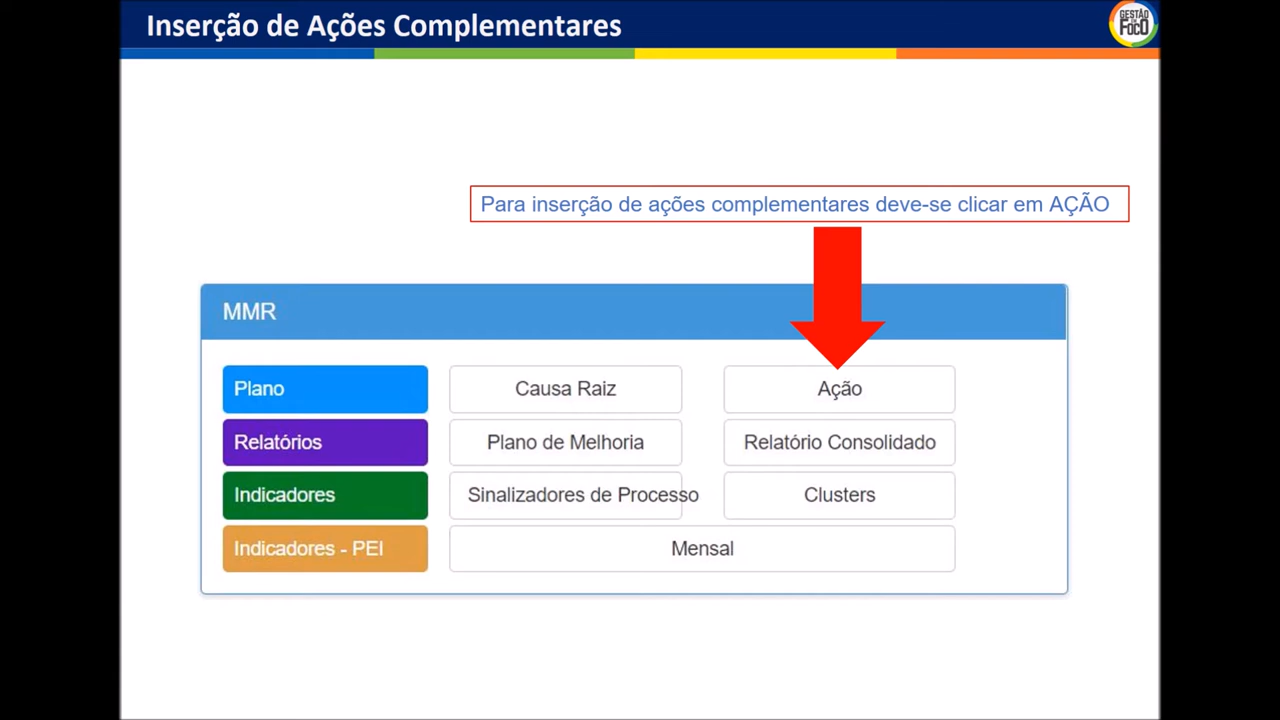 Inserção de Ações Complementares
GESTÃO
EM
FOCO
Para inserção de ações complementares deve-se clicar em AÇÃO
MMR
Plano
Causa Raiz
Ação
Relatórios
Plano de Melhoria
Relatório Consolidado
Indicadores
Sinalizadores de Processo
Clusters
Indicadores - PEI
Mensal